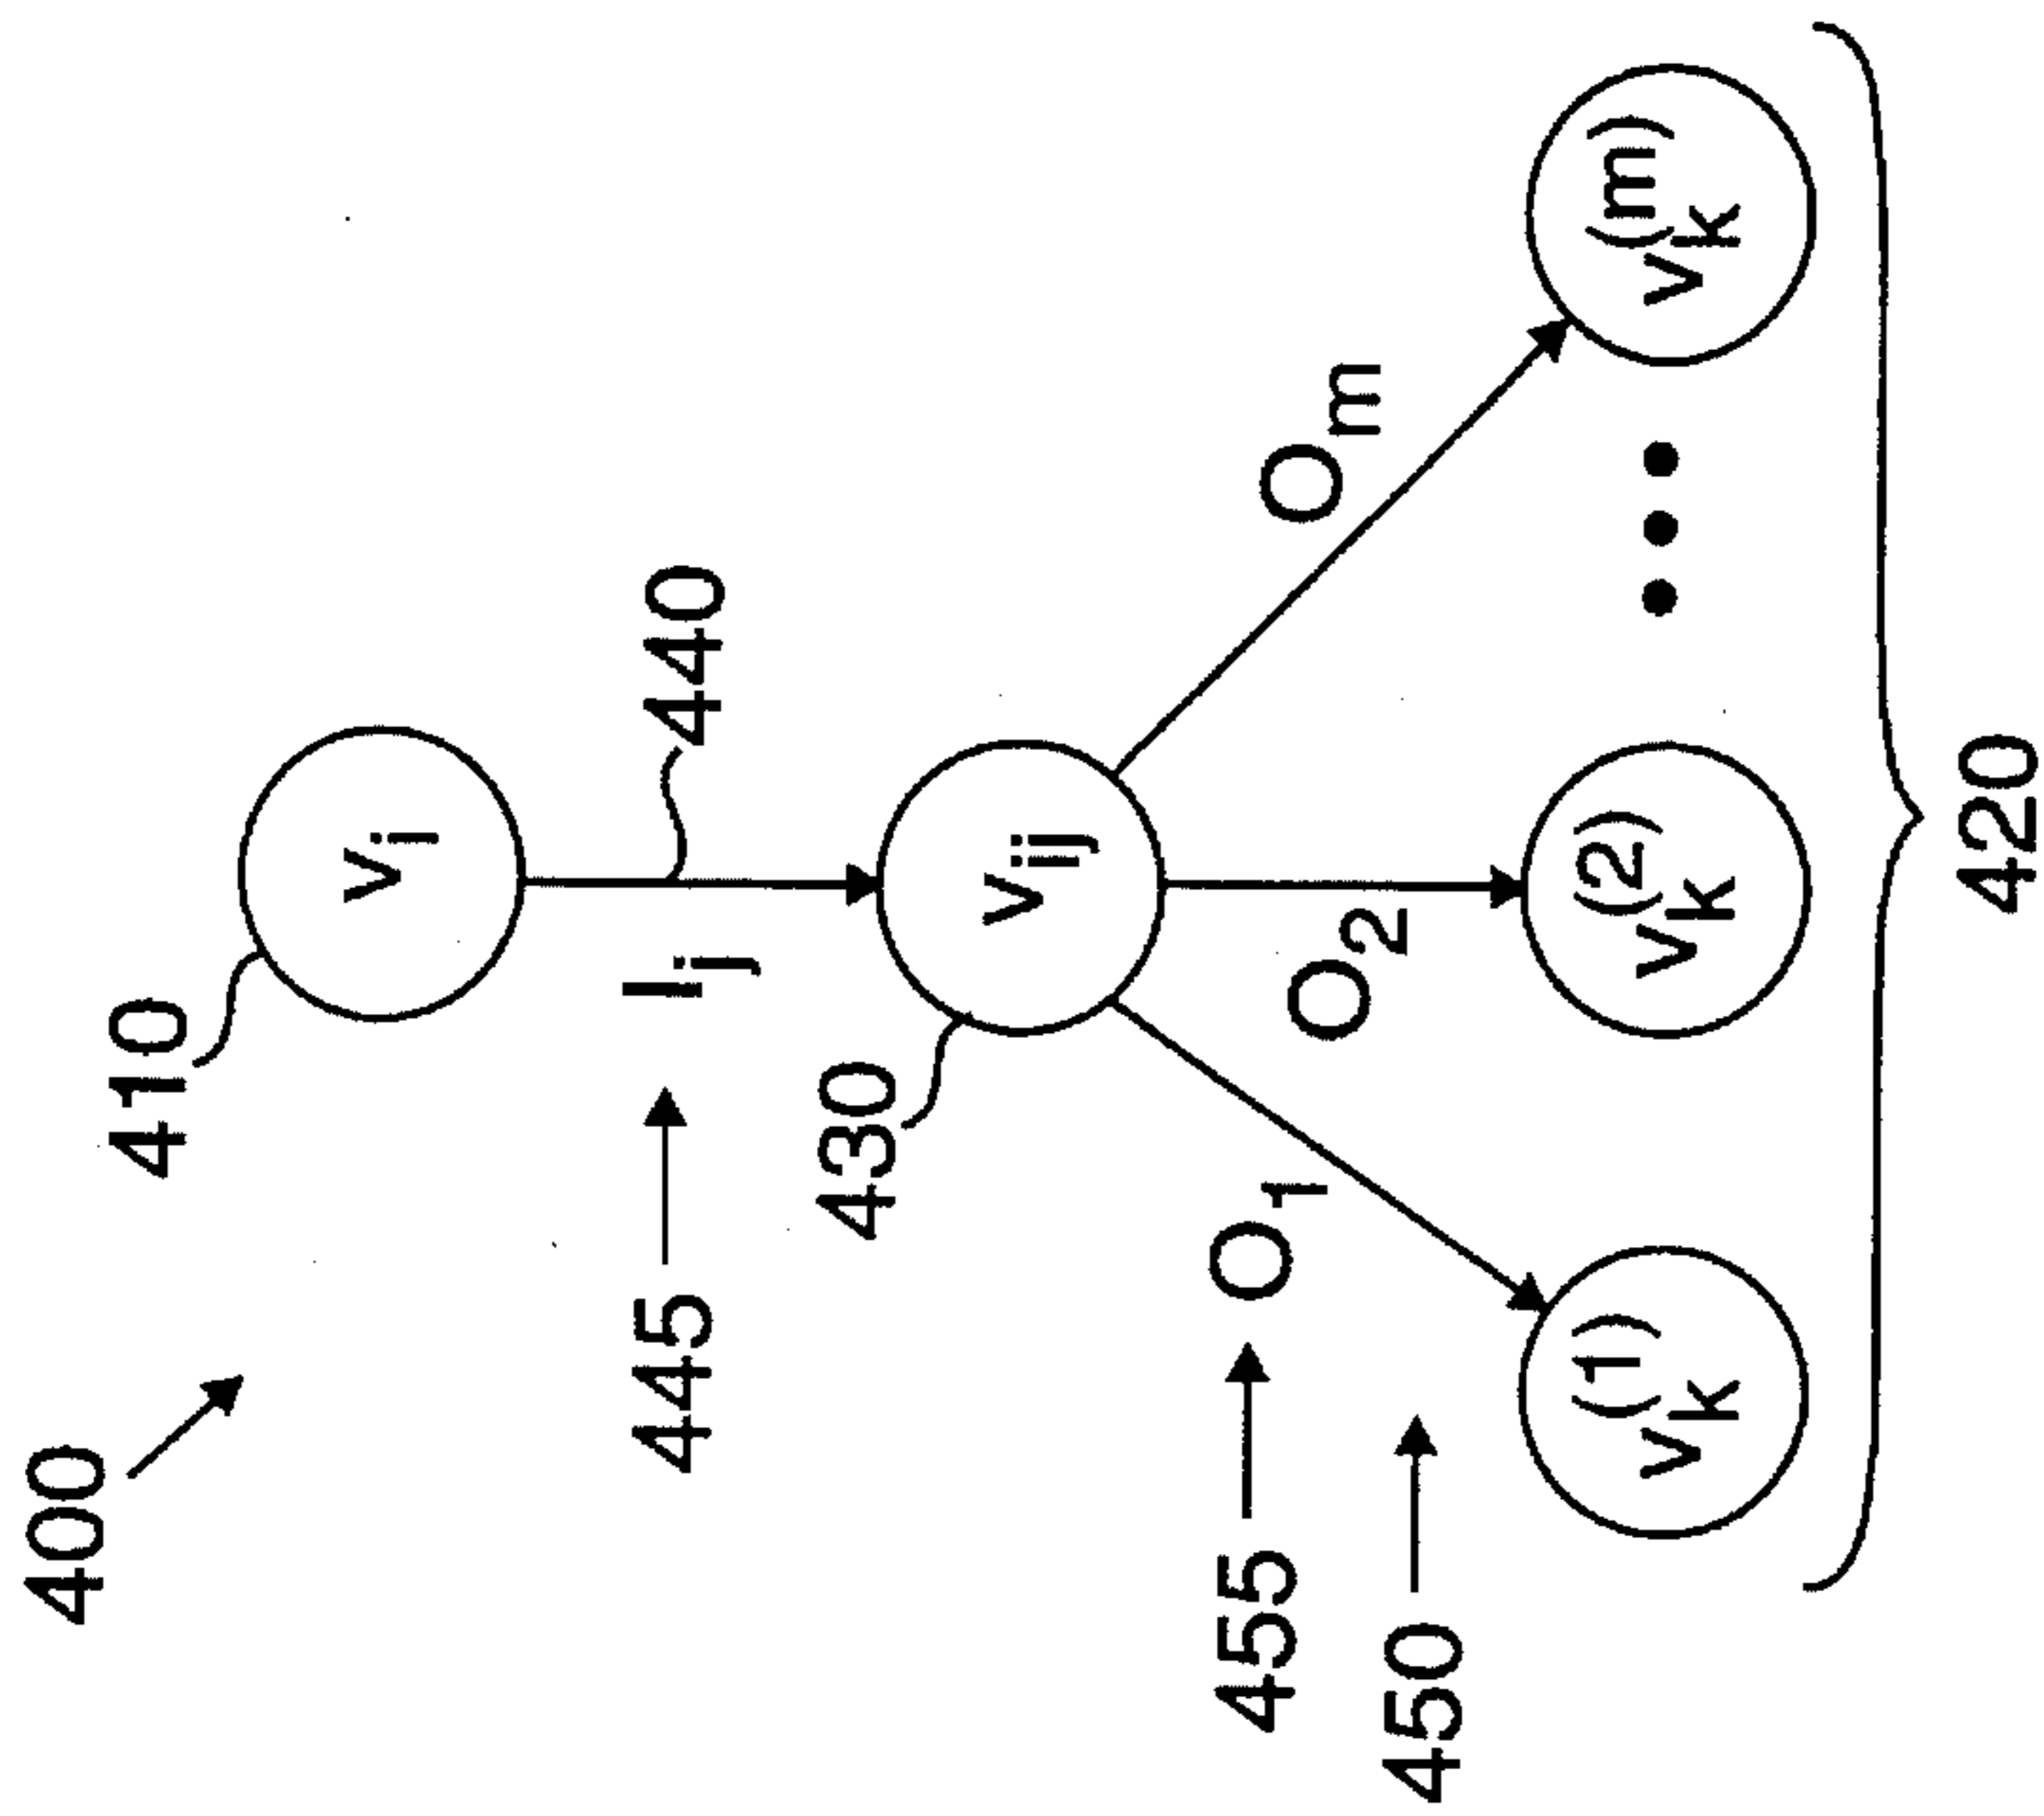 400
410
v_i
445 I_j 440
430
v_ij
455 O_1 O_2 O_m
450
v_k^(1) v_k^(2) • • • v_k^(m)
420